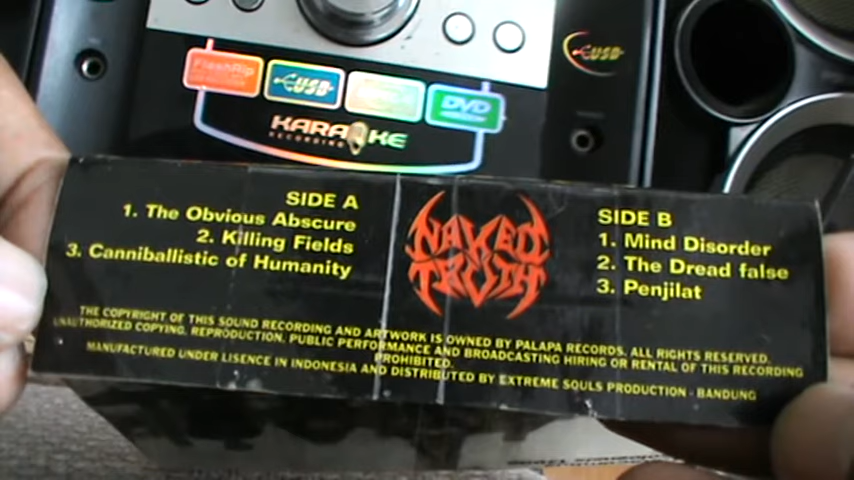 FlashRip
USB
DVD
USB
KARAOKE
RECORDING
SIDE A
1. The Obvious Abscure
2. Killing Fields
3. Canniballistic of Humanity
NAKED
TRUTH
SIDE B
1. Mind Disorder
2. The Dread false
3. Penjilat
THE COPYRIGHT OF THIS SOUND RECORDING AND ARTWORK IS OWNED BY PALAPA RECORDS. ALL RIGHTS RESERVED.
UNAUTHORIZED COPYING, REPRODUCTION, PUBLIC PERFORMANCE AND BROADCASTING HIRING OR RENTAL OF THIS RECORDING
PROHIBITED.
MANUFACTURED UNDER LISENCE IN INDONESIA AND DISTRIBUTED BY EXTREME SOULS PRODUCTION - BANDUNG